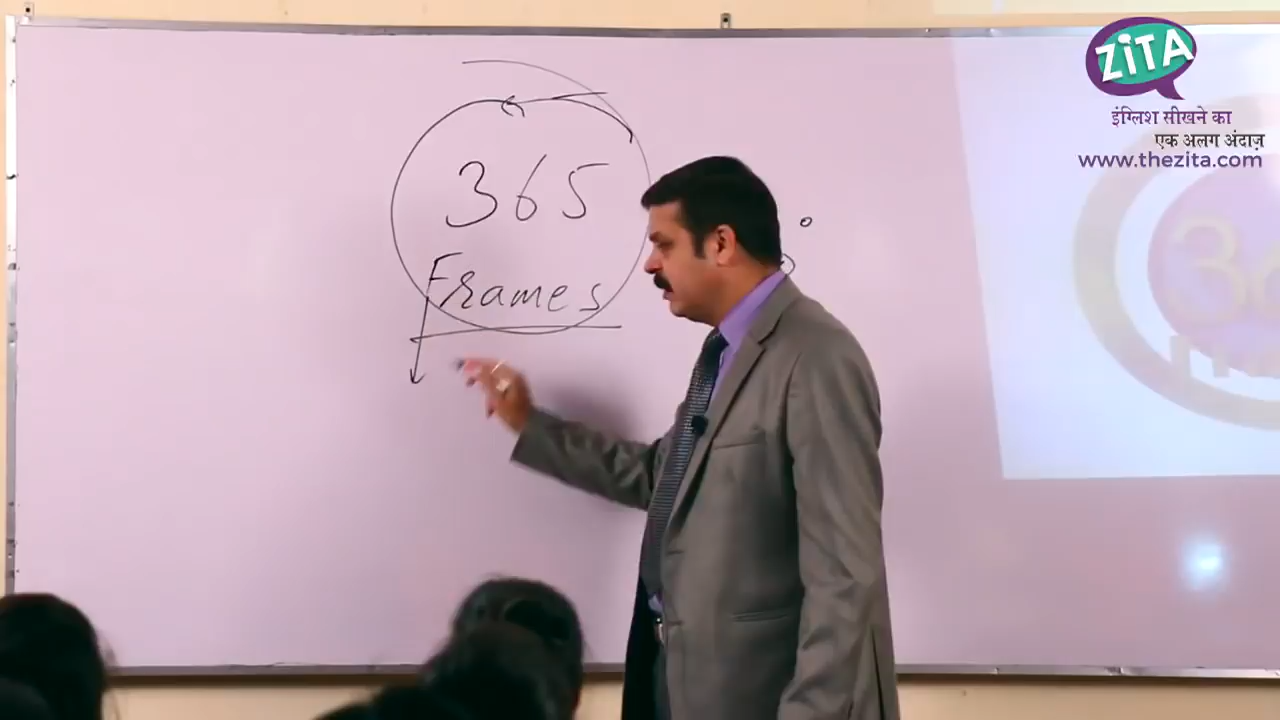 ZiTA
इंग्लिश सीखने का
एक अलग अंदाज़
www.thezita.com
365
Frames